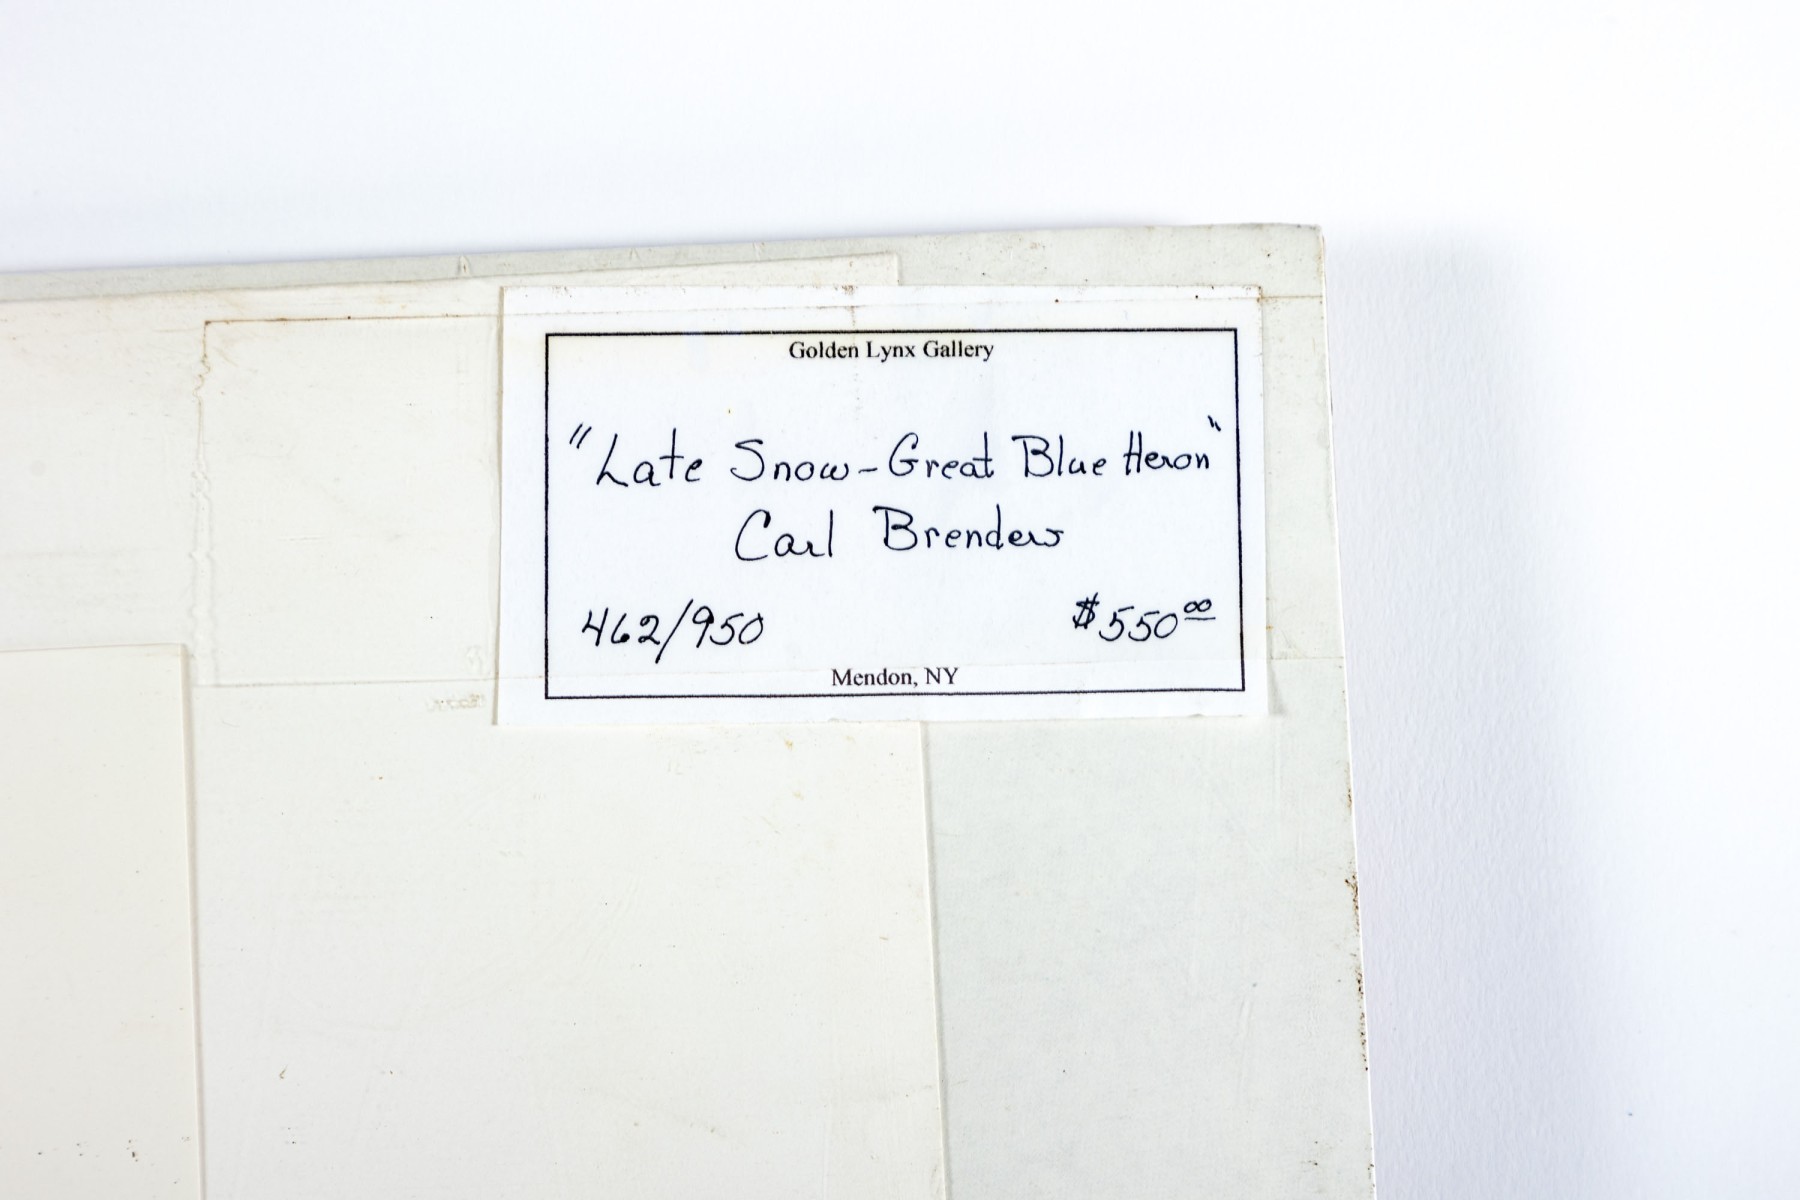 Golden Lynx Gallery
"Late Snow-Great Blue Heron"
Carl Brenders
462/950 $550.00
Mendon, NY